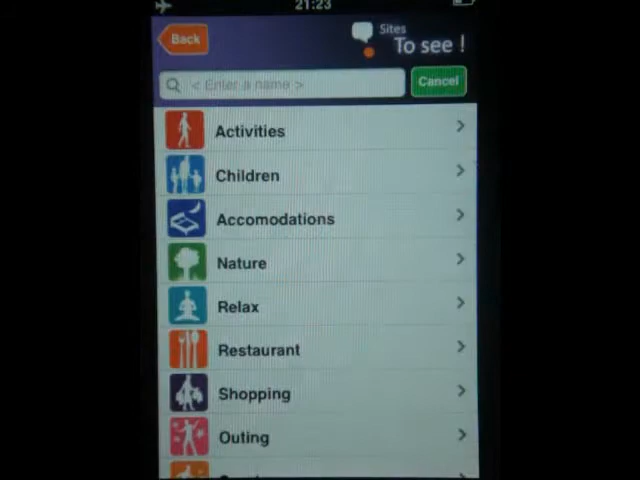 21:23
Back
Sites
To see !
< Enter a name >
Cancel
Activities
Children
Accomodations
Nature
Relax
Restaurant
Shopping
Outing